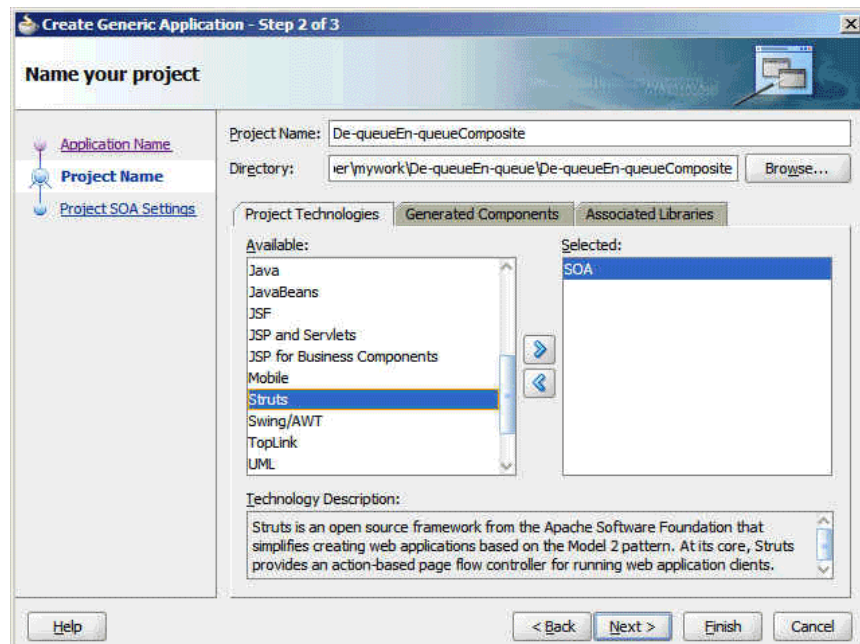 Create Generic Application - Step 2 of 3
Name your project
Application Name
Project Name
Project SOA Settings
Project Name: De-queueEn-queueComposite
Directory: er\mywork\De-queueEn-queue\De-queueEn-queueComposite Browse...
Project Technologies Generated Components Associated Libraries
Available: Selected:
Java SOA
JavaBeans
JSF
JSP and Servlets
JSP for Business Components
Mobile
Struts
Swing/AWT
TopLink
UML
Technology Description:
Struts is an open source framework from the Apache Software Foundation that
simplifies creating web applications based on the Model 2 pattern. At its core, Struts
provides an action-based page flow controller for running web application clients.
Help < Back Next > Finish Cancel